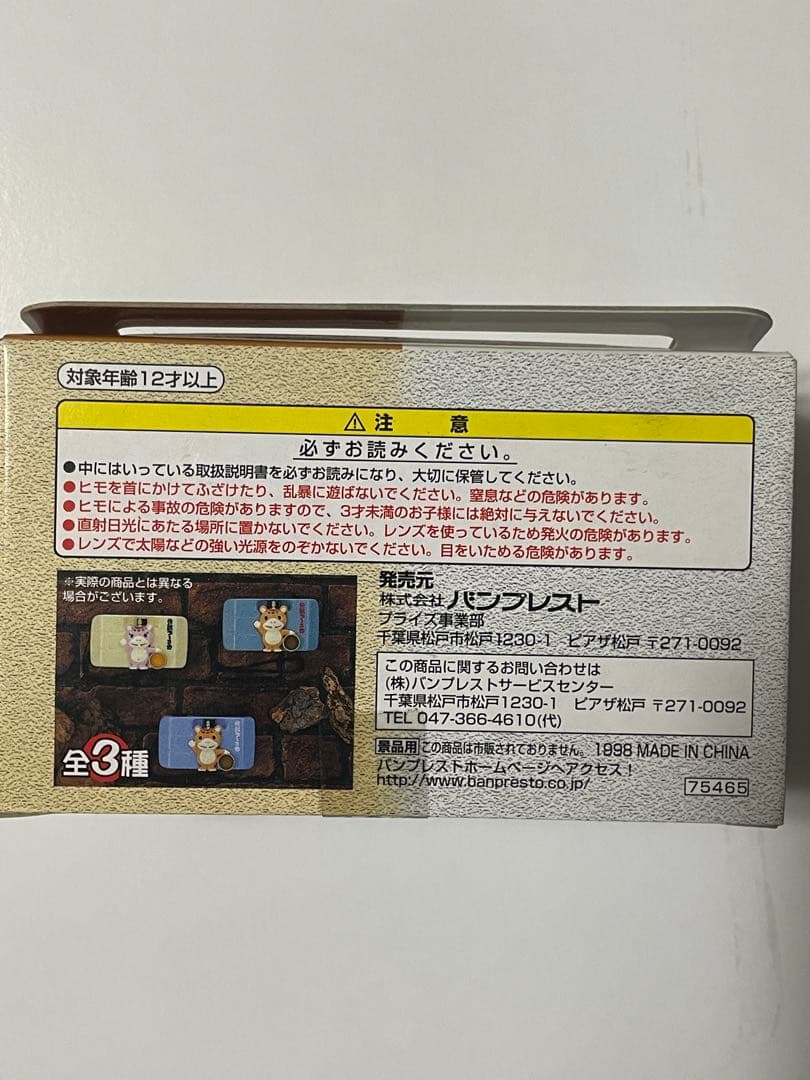 対象年齢12才以上
⚠注 意
必ずお読みください。
●中にはいっている取扱説明書を必ずお読みになり、大切に保管してください。
●ヒモを首にかけてふざけたり、乱暴に遊ばないでください。窒息などの危険があります。
●ヒモによる事故の危険がありますので、3才未満のお子様には絶対に与えないでください。
●直射日光にあたる場所に置かないでください。レンズを使っているため発火の危険があります。
●レンズで太陽などの強い光源をのぞかないでください。目をいためる危険があります。
※実際の商品とは異なる
場合がございます。
全3種
発売元
株式会社 バンプレスト
プライズ事業部
千葉県松戸市松戸1230-1 ピアザ松戸 〒271-0092
この商品に関するお問い合わせは
(株)バンプレストサービスセンター
千葉県松戸市松戸1230-1 ピアザ松戸 〒271-0092
TEL 047-366-4610(代)
景品用 この商品は市販されておりません。 1998 MADE IN CHINA
バンプレストホームページへアクセス!
http://www.banpresto.co.jp/
75465